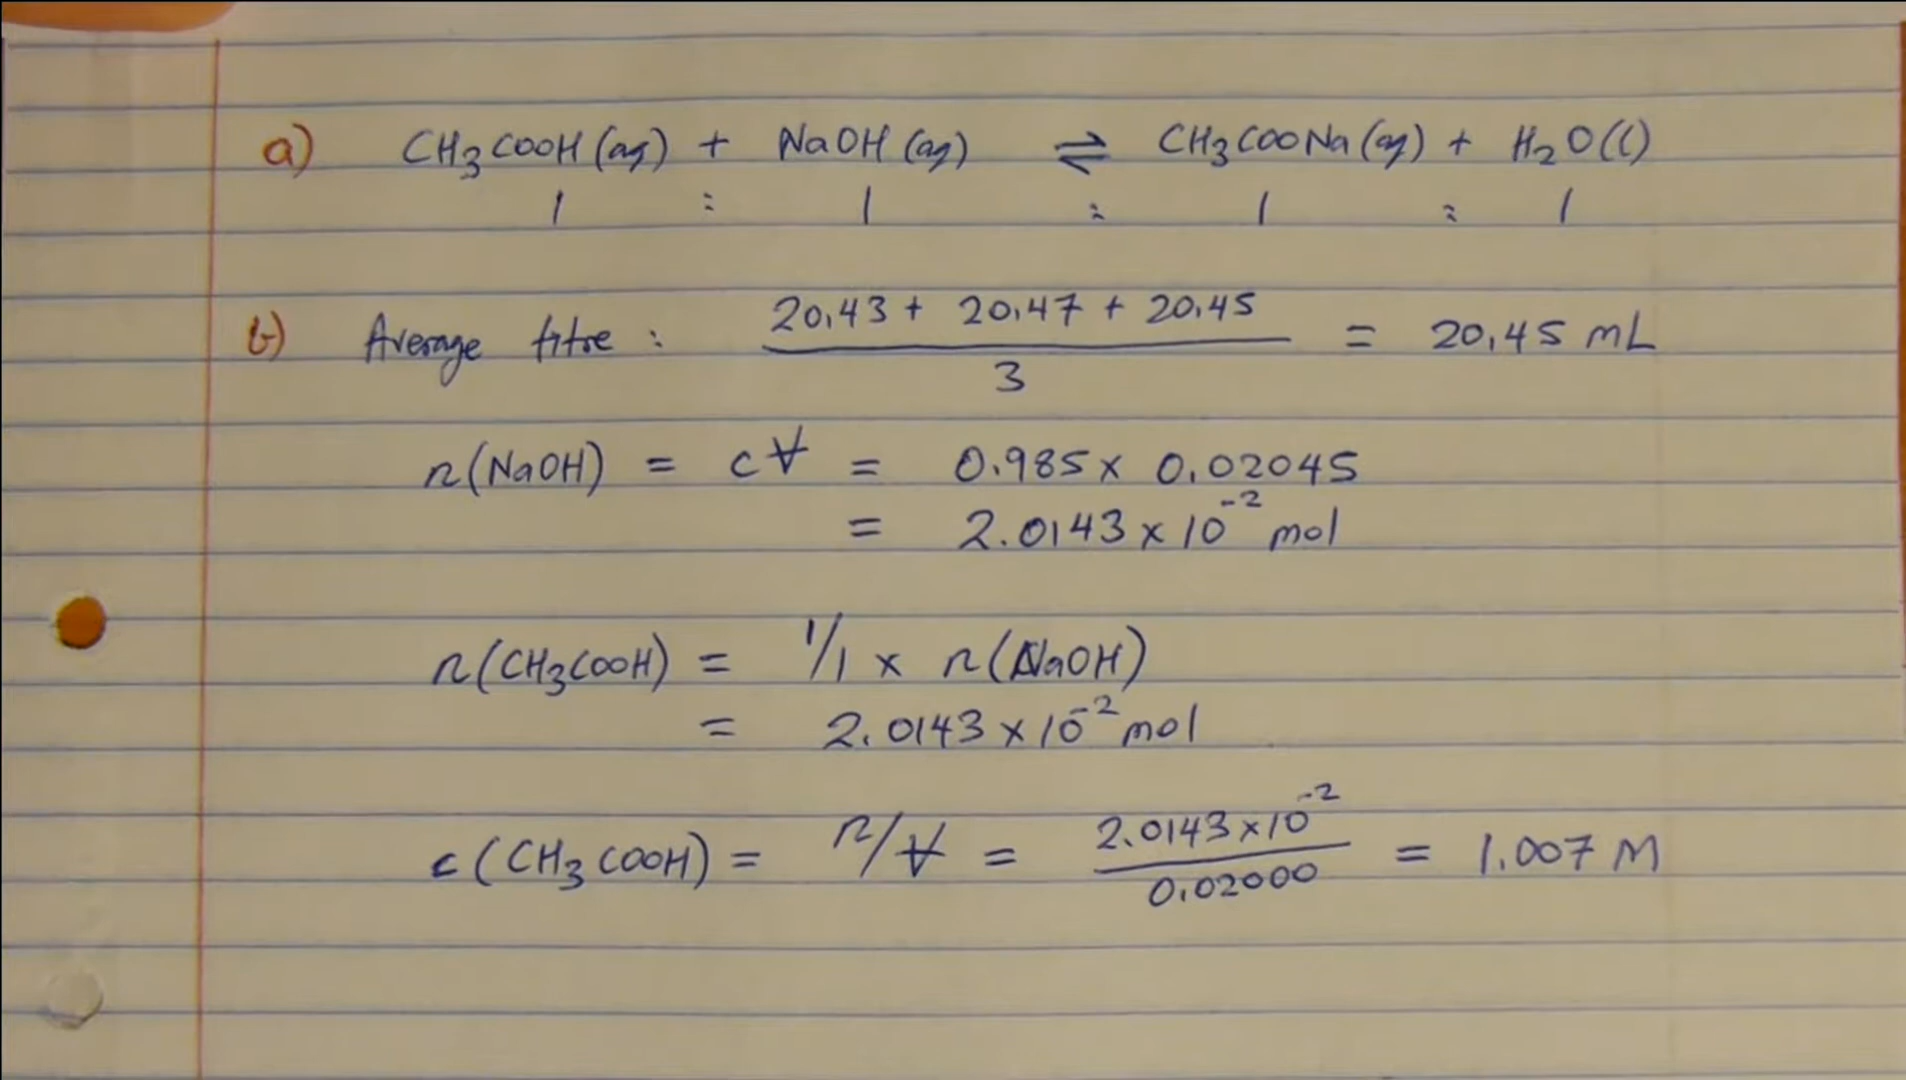 a) CH₃COOH (aq) + NaOH (aq) ⇌ CH₃COONa (aq) + H₂O (l)
1 : 1 : 1 : 1
b) Average titre : (20.43 + 20.47 + 20.45)/3 = 20.45 mL
n(NaOH) = cV = 0.985 x 0.02045
= 2.0143 x 10⁻² mol
n(CH₃COOH) = 1/1 x n(NaOH)
= 2.0143 x 10⁻² mol
c(CH₃COOH) = n/V = (2.0143 x 10⁻²)/0.02000 = 1.007 M